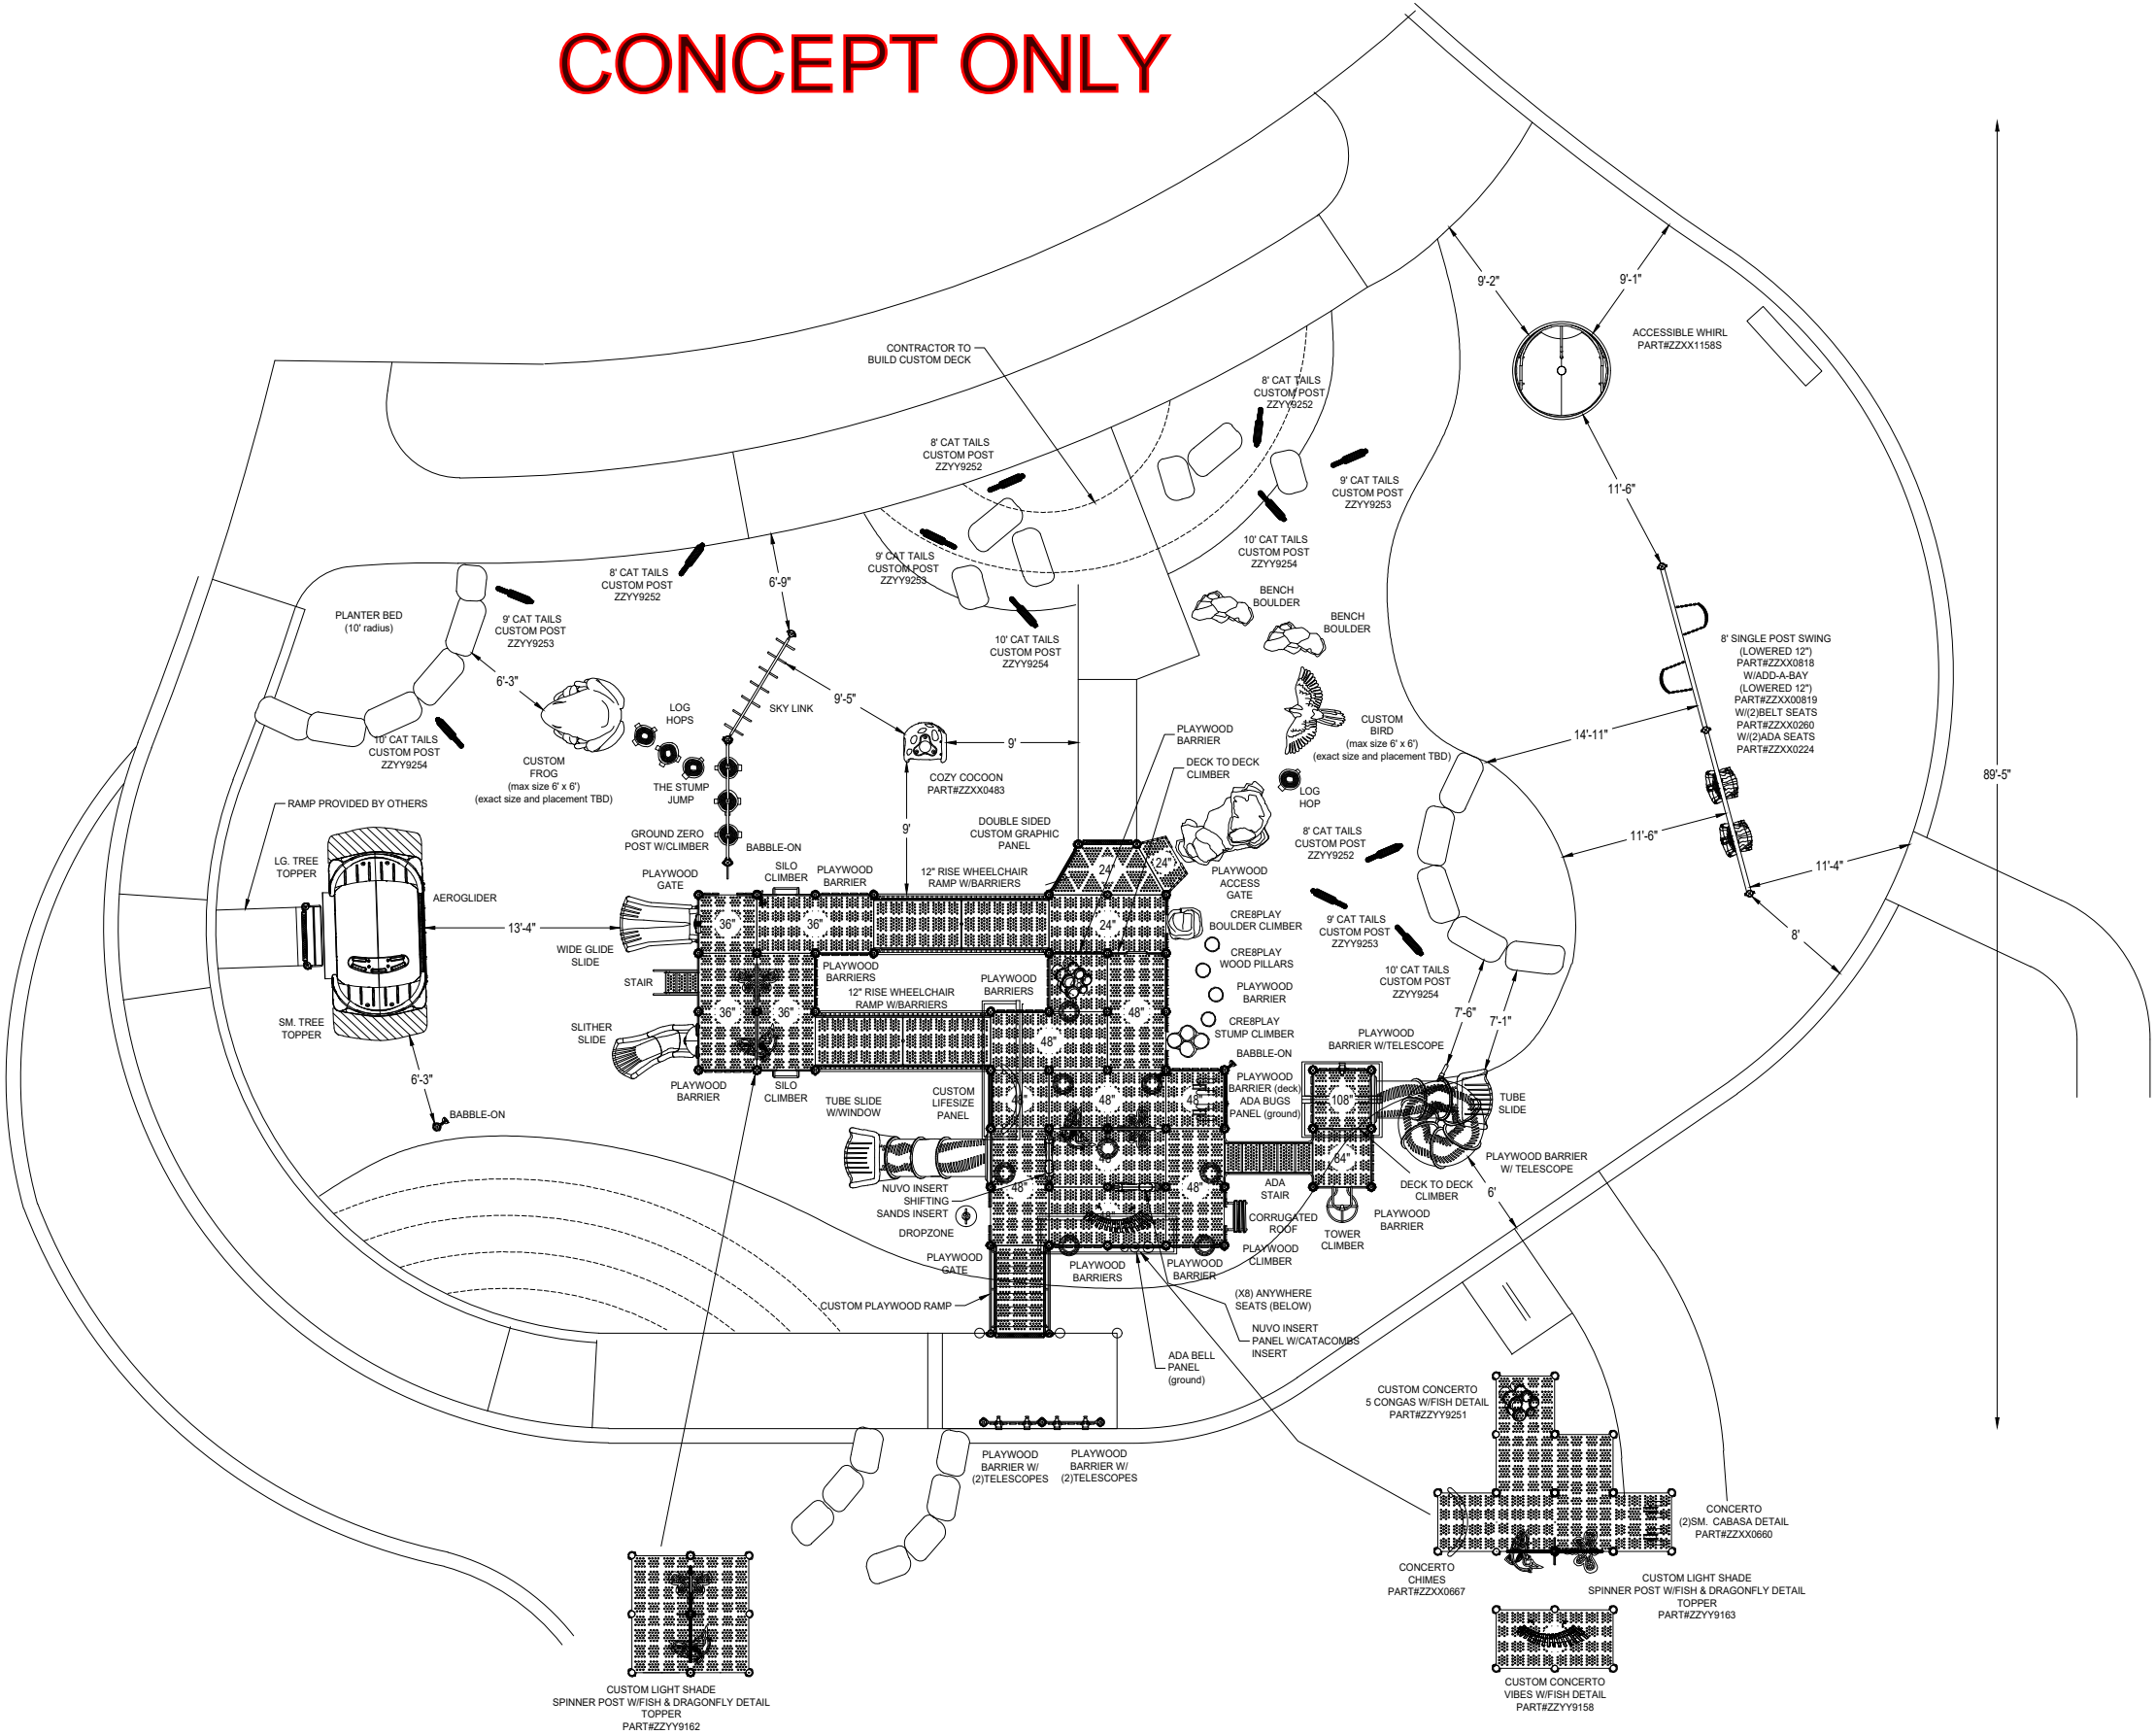 CONCEPT ONLY
9'-2"
9'-1"
ACCESSIBLE WHIRL
PART#ZZXX1158S
CONTRACTOR TO
BUILD CUSTOM DECK
8' CAT TAILS
CUSTOM POST
ZZYY9252
8' CAT TAILS
CUSTOM POST
ZZYY9252
9' CAT TAILS
CUSTOM POST
ZZYY9253
11'-6"
10' CAT TAILS
CUSTOM POST
ZZYY9254
9' CAT TAILS
CUSTOM POST
ZZYY9253
8' CAT TAILS
CUSTOM POST
ZZYY9252
6'-9"
PLANTER BED
(10' radius)
9' CAT TAILS
CUSTOM POST
ZZYY9253
10' CAT TAILS
CUSTOM POST
ZZYY9254
BENCH
BOULDER
BENCH
BOULDER
8' SINGLE POST SWING
(LOWERED 12")
PART#ZZXX0818
W/ADD-A-BAY
(LOWERED 12")
PART#ZZXX00819
W/(2)BELT SEATS
PART#ZZXX0260
W/(2)ADA SEATS
PART#ZZXX0224
6'-3"
9'-5"
SKY LINK
LOG
HOPS
10' CAT TAILS
CUSTOM POST
ZZYY9254
CUSTOM
FROG
(max size 6' x 6')
(exact size and placement TBD)
THE STUMP
JUMP
9'
COZY COCOON
PART#ZZXX0483
PLAYWOOD
BARRIER
DECK TO DECK
CLIMBER
CUSTOM
BIRD
(max size 6' x 6')
(exact size and placement TBD)
14'-11"
89'-5"
RAMP PROVIDED BY OTHERS
LOG
HOP
GROUND ZERO
POST W/CLIMBER
BABBLE-ON
9'
DOUBLE SIDED
CUSTOM GRAPHIC
PANEL
8' CAT TAILS
CUSTOM POST
ZZYY9252
11'-6"
11'-4"
LG. TREE
TOPPER
SILO
CLIMBER
PLAYWOOD
BARRIER
PLAYWOOD
GATE
12" RISE WHEELCHAIR
RAMP W/BARRIERS
24"
24"
PLAYWOOD
ACCESS
GATE
AEROGLIDER
13'-4"
36"
36"
24"
CRE8PLAY
BOULDER CLIMBER
9' CAT TAILS
CUSTOM POST
ZZYY9253
8'
WIDE GLIDE
SLIDE
STAIR
PLAYWOOD
BARRIERS
PLAYWOOD
BARRIERS
CRE8PLAY
WOOD PILLARS
10' CAT TAILS
CUSTOM POST
ZZYY9254
12" RISE WHEELCHAIR
RAMP W/BARRIERS
PLAYWOOD
BARRIER
36"
36"
48"
SM. TREE
TOPPER
SLITHER
SLIDE
CRE8PLAY
STUMP CLIMBER
48"
7'-6"
7'-1"
PLAYWOOD
BARRIER W/TELESCOPE
BABBLE-ON
6'-3"
BABBLE-ON
PLAYWOOD
BARRIER
SILO
CLIMBER
TUBE SLIDE
W/WINDOW
CUSTOM
LIFESIZE
PANEL
48"
48"
48"
PLAYWOOD
BARRIER (deck)
ADA BUGS
PANEL (ground)
108"
TUBE
SLIDE
84"
PLAYWOOD BARRIER
W/ TELESCOPE
NUVO INSERT
SHIFTING
SANDS INSERT
48"
48"
ADA
STAIR
DECK TO DECK
CLIMBER
6'
DROPZONE
CORRUGATED
ROOF
TOWER
CLIMBER
PLAYWOOD
BARRIER
PLAYWOOD
GATE
PLAYWOOD
BARRIERS
PLAYWOOD
BARRIER
PLAYWOOD
CLIMBER
CUSTOM PLAYWOOD RAMP
(X8) ANYWHERE
SEATS (BELOW)
NUVO INSERT
PANEL W/CATACOMBS
INSERT
ADA BELL
PANEL
(ground)
CUSTOM CONCERTO
5 CONGAS W/FISH DETAIL
PART#ZZYY9251
PLAYWOOD
BARRIER W/
(2)TELESCOPES
PLAYWOOD
BARRIER W/
(2)TELESCOPES
CONCERTO
(2)SM. CABASA DETAIL
PART#ZZXX0660
CONCERTO
CHIMES
PART#ZZXX0667
CUSTOM LIGHT SHADE
SPINNER POST W/FISH & DRAGONFLY DETAIL
TOPPER
PART#ZZYY9163
CUSTOM LIGHT SHADE
SPINNER POST W/FISH & DRAGONFLY DETAIL
TOPPER
PART#ZZYY9162
CUSTOM CONCERTO
VIBES W/FISH DETAIL
PART#ZZYY9158